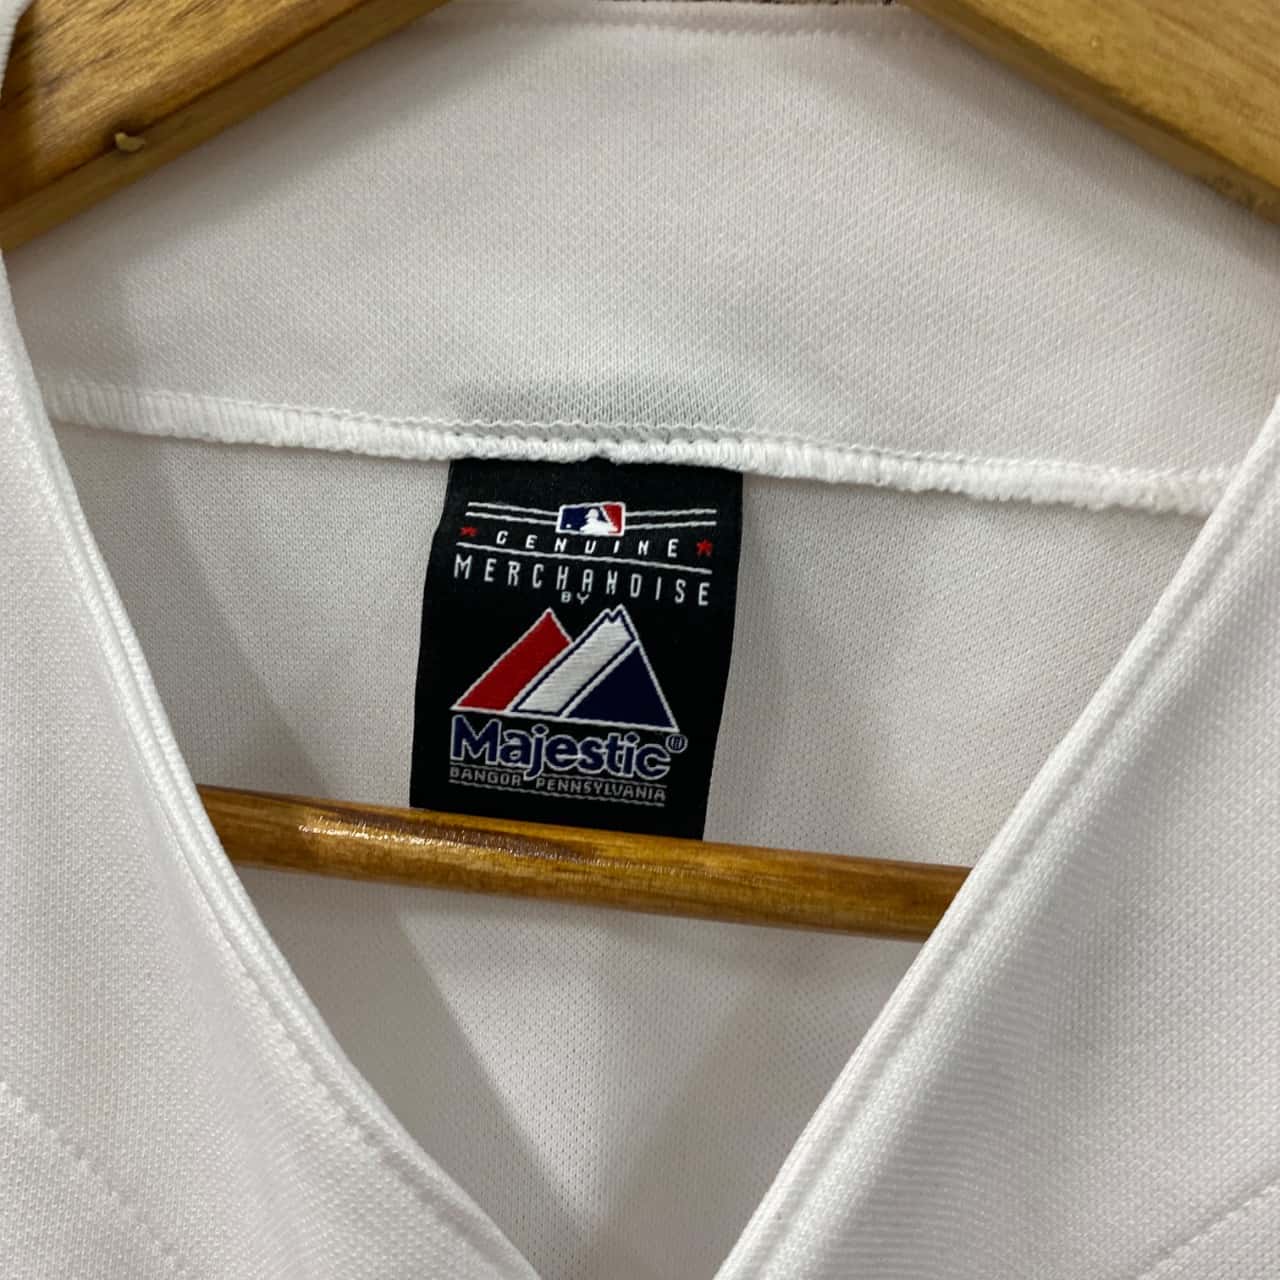 GENUINE
MERCHANDISE
BY
Majestic®
BANGOR PENNSYLVANIA